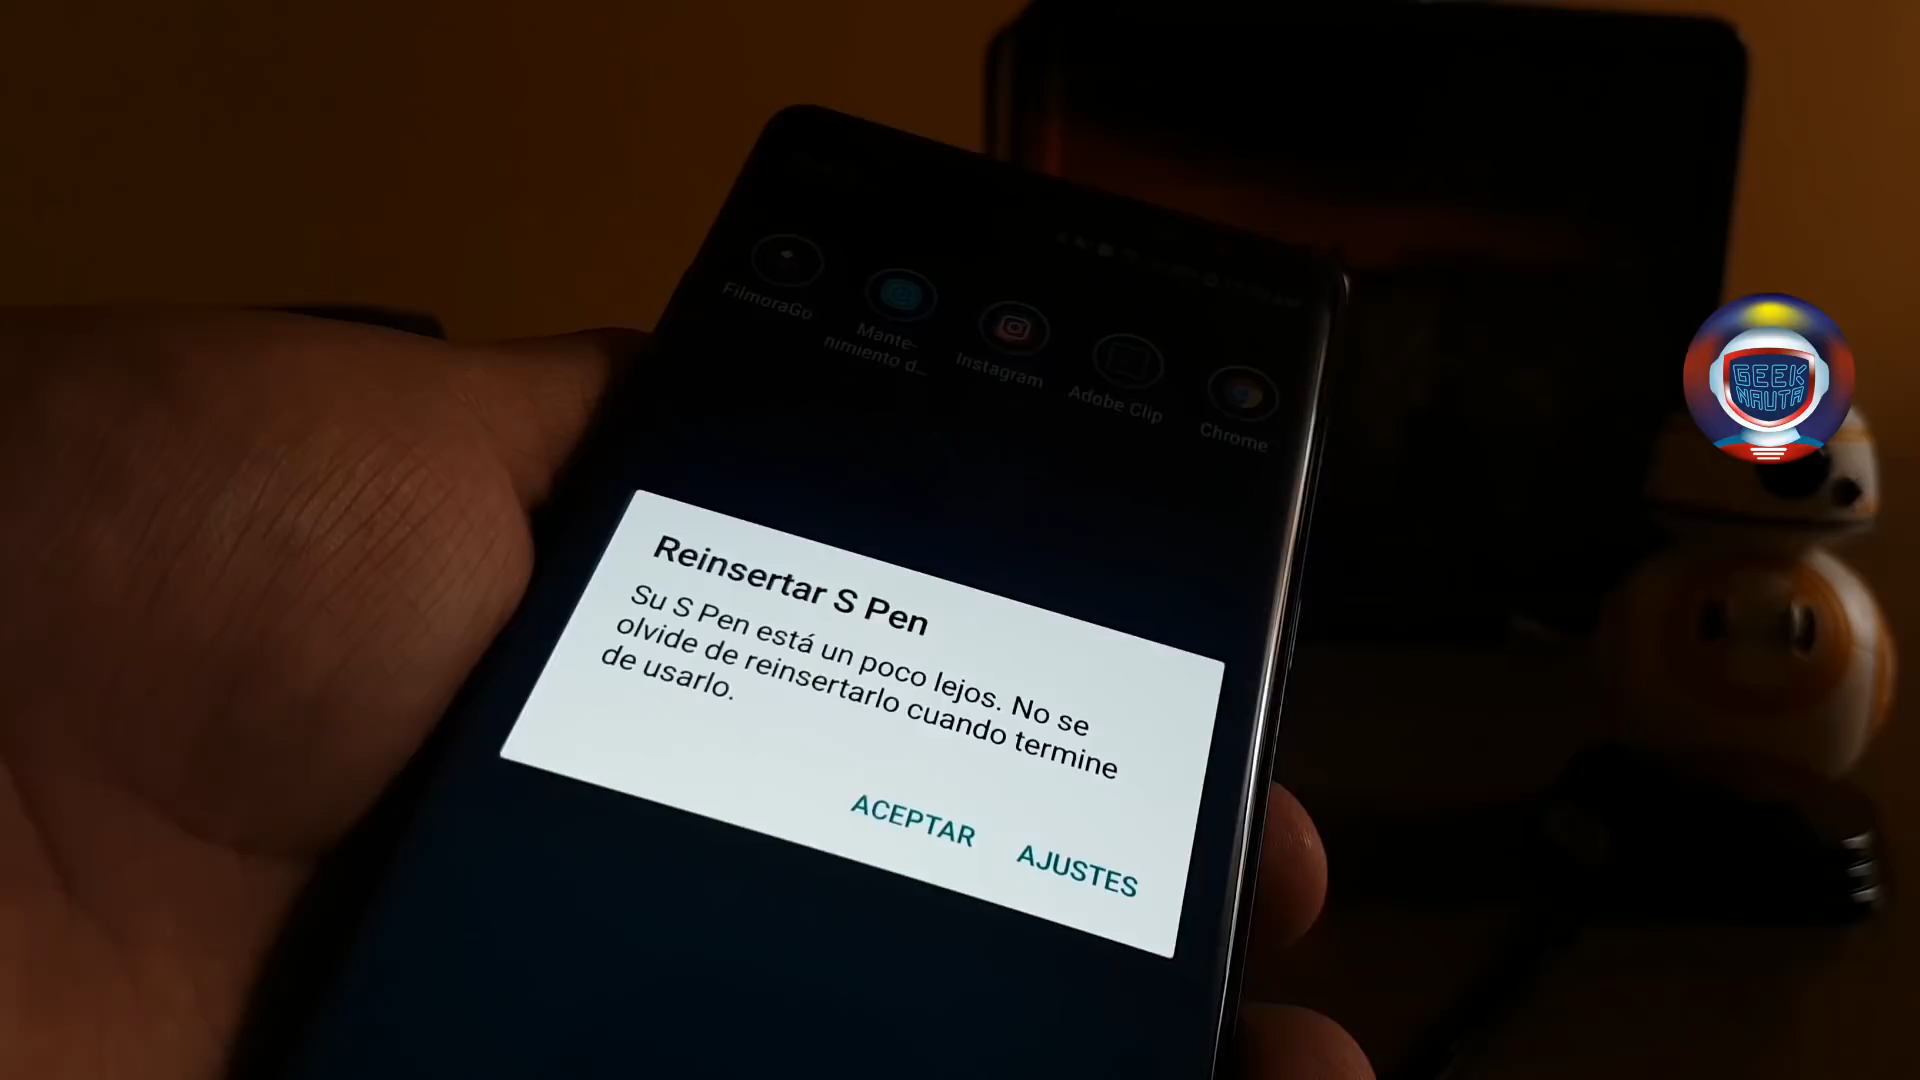 FilmoraGo
Mante-
nimiento d...
Instagram
Adobe Clip
Chrome
Reinsertar S Pen
Su S Pen está un poco lejos. No se
olvide de reinsertarlo cuando termine
de usarlo.
ACEPTAR
AJUSTES
GEEK
NAUTA